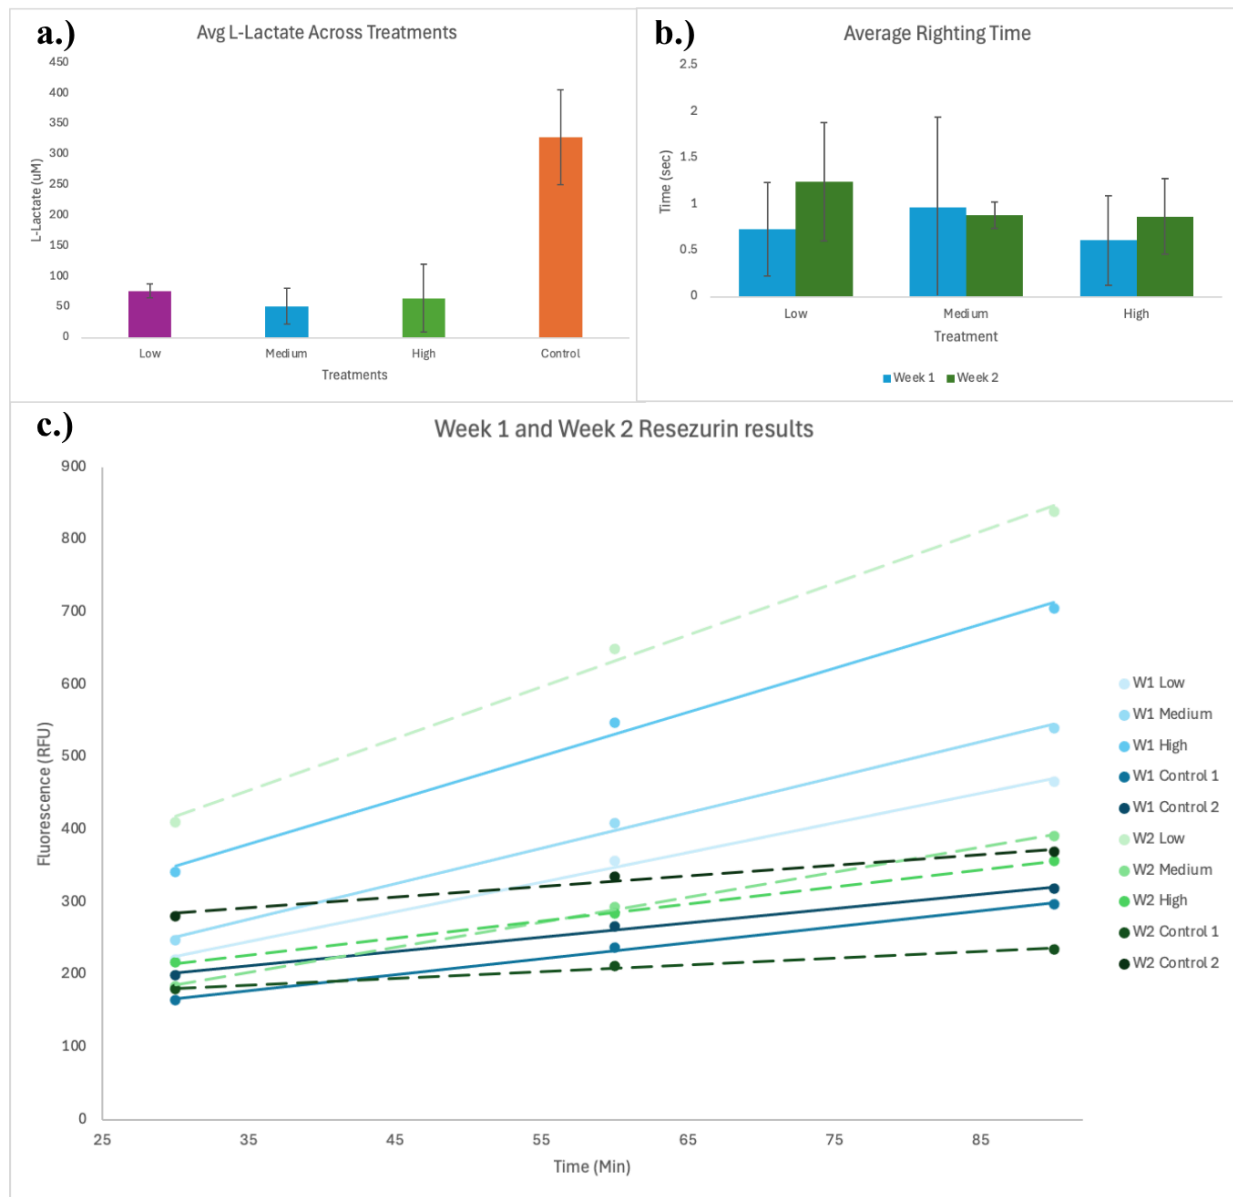 a.)
Avg L-Lactate Across Treatments
450
400
350
300
250
200
150
100
50
0
L-Lactate (uM)
Low Medium High Control
Treatments
b.)
Average Righting Time
2.5
2
1.5
1
0.5
0
Time (sec)
Low Medium High
Treatment
Week 1 Week 2
c.)
Week 1 and Week 2 Resezurin results
900
800
700
600
500
400
300
200
100
0
Fluorescence (RFU)
25 35 45 55 65 75 85
Time (Min)
W1 Low
W1 Medium
W1 High
W1 Control 1
W1 Control 2
W2 Low
W2 Medium
W2 High
W2 Control 1
W2 Control 2